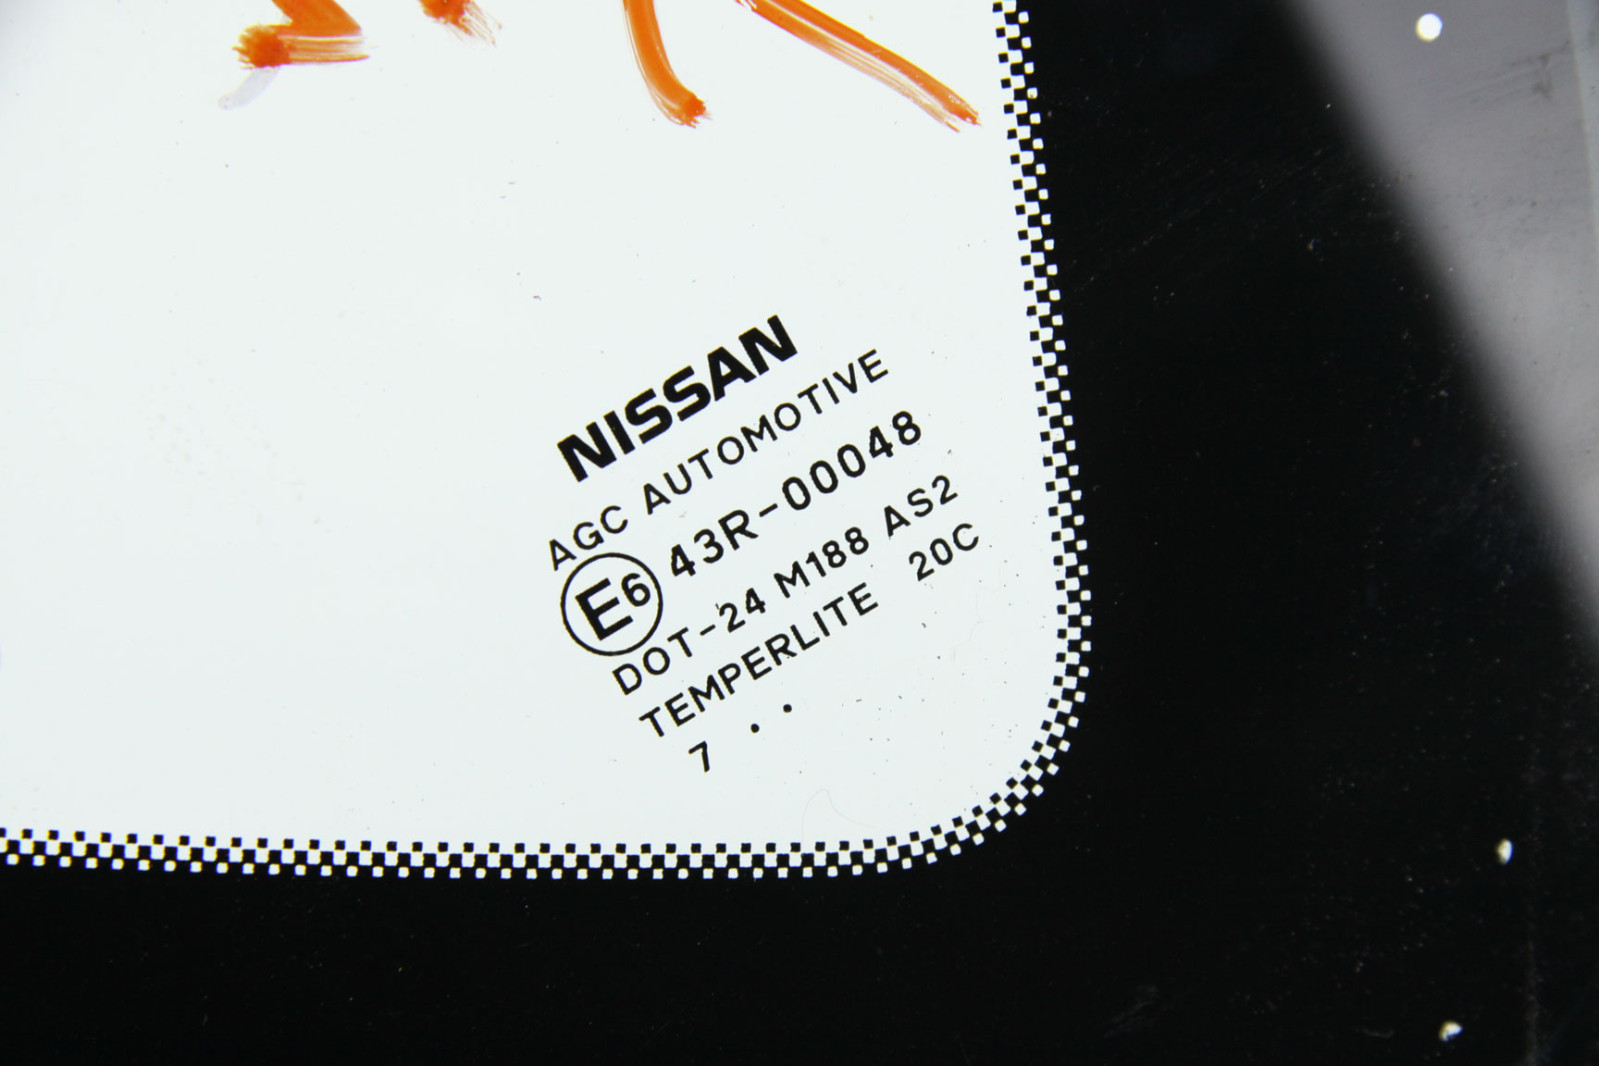 NISSAN
AGC AUTOMOTIVE
E6 43R-00048
DOT-24 M188 AS2
TEMPERLITE 20C
7 . .